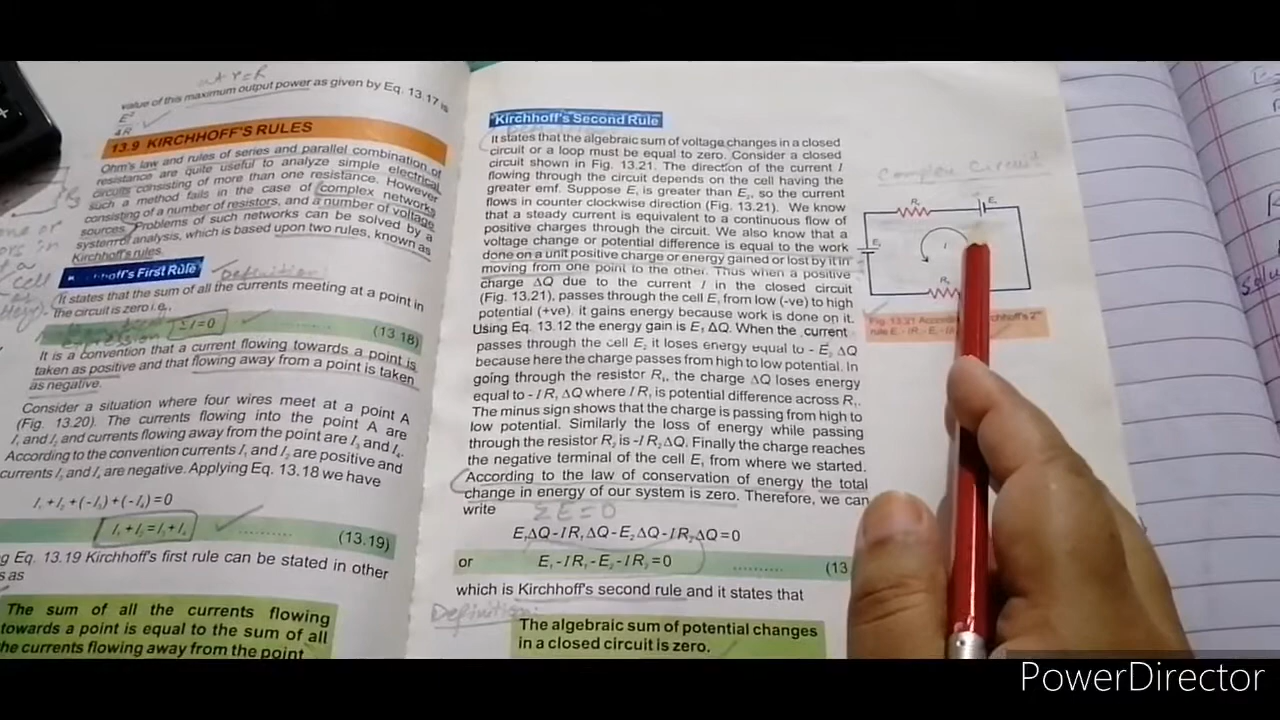 at r=R
value of this maximum output power as given by Eq. 13.17 is
E²
4R
13.9 KIRCHHOFF'S RULES
Ohm's law and rules of series and parallel combination of
resistance are quite useful to analyze simple electrical
circuits consisting of more than one resistance. However
such a method fails in the case of complex networks
consisting of a number of resistors, and a number of voltage
sources. Problems of such networks can be solved by a
system of analysis, which is based upon two rules, known as
Kirchhoff's rules.
hoff's First Rule
Definition:
It states that the sum of all the currents meeting at a point in
the circuit is zero i.e.,
Expression
Σ I = 0
(13.18)
It is a convention that a current flowing towards a point is
taken as positive and that flowing away from a point is taken
as negative.
Consider a situation where four wires meet at a point A
(Fig. 13.20). The currents flowing into the point A are
I₁ and I₂ and currents flowing away from the point are I₃ and I₄.
According to the convention currents I₁ and I₂ are positive and
currents I₃ and I₄ are negative. Applying Eq. 13.18 we have
I₁ + I₂ + (-I₃) + (-I₄) = 0
I₁ + I₂ = I₃ + I₄
(13.19)
g Eq. 13.19 Kirchhoff's first rule can be stated in other
s as
The sum of all the currents flowing
towards a point is equal to the sum of all
the currents flowing away from the point
Kirchhoff's Second Rule
It states that the algebraic sum of voltage changes in a closed
circuit or a loop must be equal to zero. Consider a closed
circuit shown in Fig. 13.21. The direction of the current I
flowing through the circuit depends on the cell having the
greater emf. Suppose E₁ is greater than E₂, so the current
flows in counter clockwise direction (Fig. 13.21). We know
that a steady current is equivalent to a continuous flow of
positive charges through the circuit. We also know that a
voltage change or potential difference is equal to the work
done on a unit positive charge or energy gained or lost by it in
moving from one point to the other. Thus when a positive
charge ΔQ due to the current I in the closed circuit
(Fig. 13.21), passes through the cell E₁ from low (-ve) to high
potential (+ve), it gains energy because work is done on it.
Using Eq. 13.12 the energy gain is E₁ ΔQ. When the current
passes through the cell E₂ it loses energy equal to - E₂ ΔQ
because here the charge passes from high to low potential. In
going through the resistor R₁, the charge ΔQ loses energy
equal to - I R₁ ΔQ where I R₁ is potential difference across R₁.
The minus sign shows that the charge is passing from high to
low potential. Similarly the loss of energy while passing
through the resistor R₂ is - I R₂ ΔQ. Finally the charge reaches
the negative terminal of the cell E₁ from where we started.
According to the law of conservation of energy the total
change in energy of our system is zero. Therefore, we can
write
ΣE = 0
E₁ΔQ - I R₁ΔQ - E₂ΔQ - I R₂ΔQ = 0
or E₁ - I R₁ - E₂ - I R₂ = 0 .......... (13
which is Kirchhoff's second rule and it states that
Definition:
The algebraic sum of potential changes
in a closed circuit is zero.
Complex Circuit
R₁
E₁
E₂
I
R₂
Fig. 13.21
PowerDirector